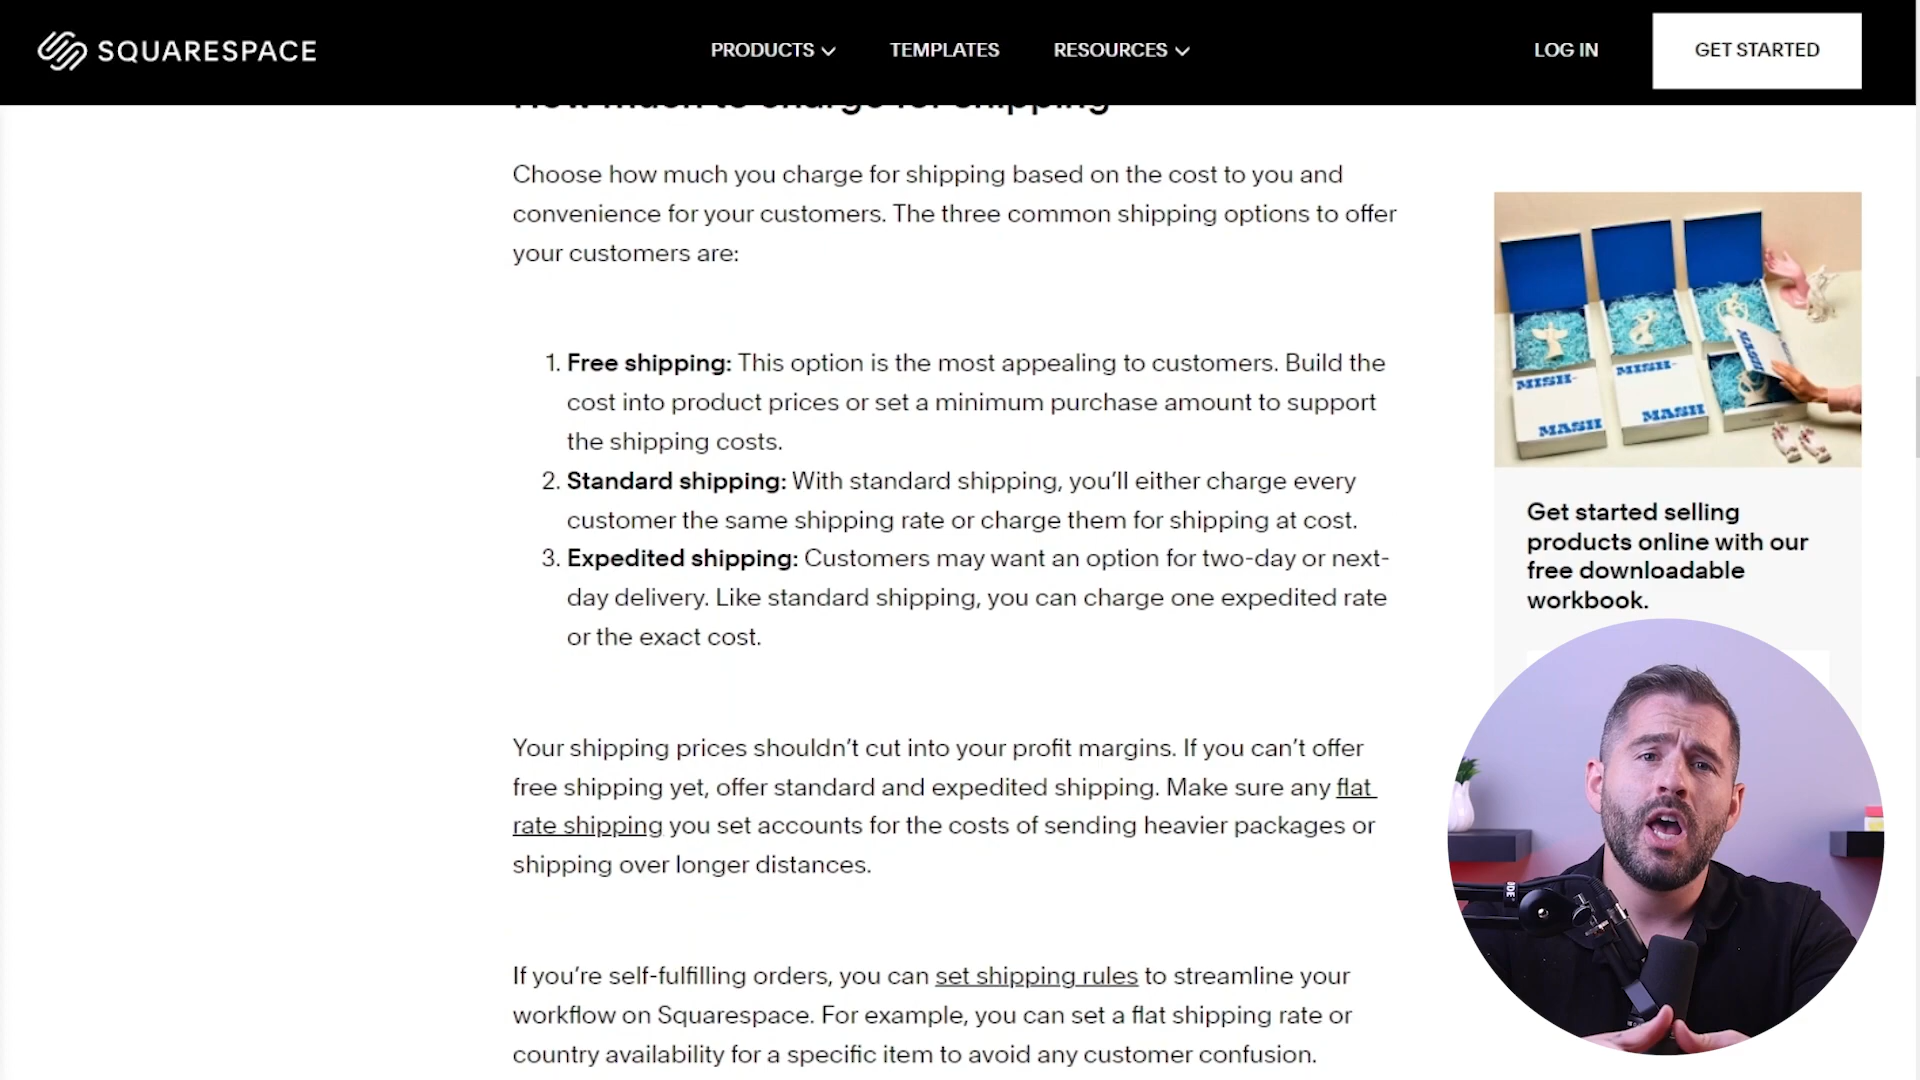 SQUARESPACE
PRODUCTS
TEMPLATES
RESOURCES
LOG IN
GET STARTED
How much to charge for shipping
Choose how much you charge for shipping based on the cost to you and
convenience for your customers. The three common shipping options to offer
your customers are:
1. Free shipping: This option is the most appealing to customers. Build the
cost into product prices or set a minimum purchase amount to support
the shipping costs.
2. Standard shipping: With standard shipping, you’ll either charge every
customer the same shipping rate or charge them for shipping at cost.
3. Expedited shipping: Customers may want an option for two-day or next-
day delivery. Like standard shipping, you can charge one expedited rate
or the exact cost.
Your shipping prices shouldn’t cut into your profit margins. If you can’t offer
free shipping yet, offer standard and expedited shipping. Make sure any flat
rate shipping you set accounts for the costs of sending heavier packages or
shipping over longer distances.
If you’re self-fulfilling orders, you can set shipping rules to streamline your
workflow on Squarespace. For example, you can set a flat shipping rate or
country availability for a specific item to avoid any customer confusion.
MISH-
MASH
MISH-
MASH
MISH-
MASH
Get started selling
products online with our
free downloadable
workbook.